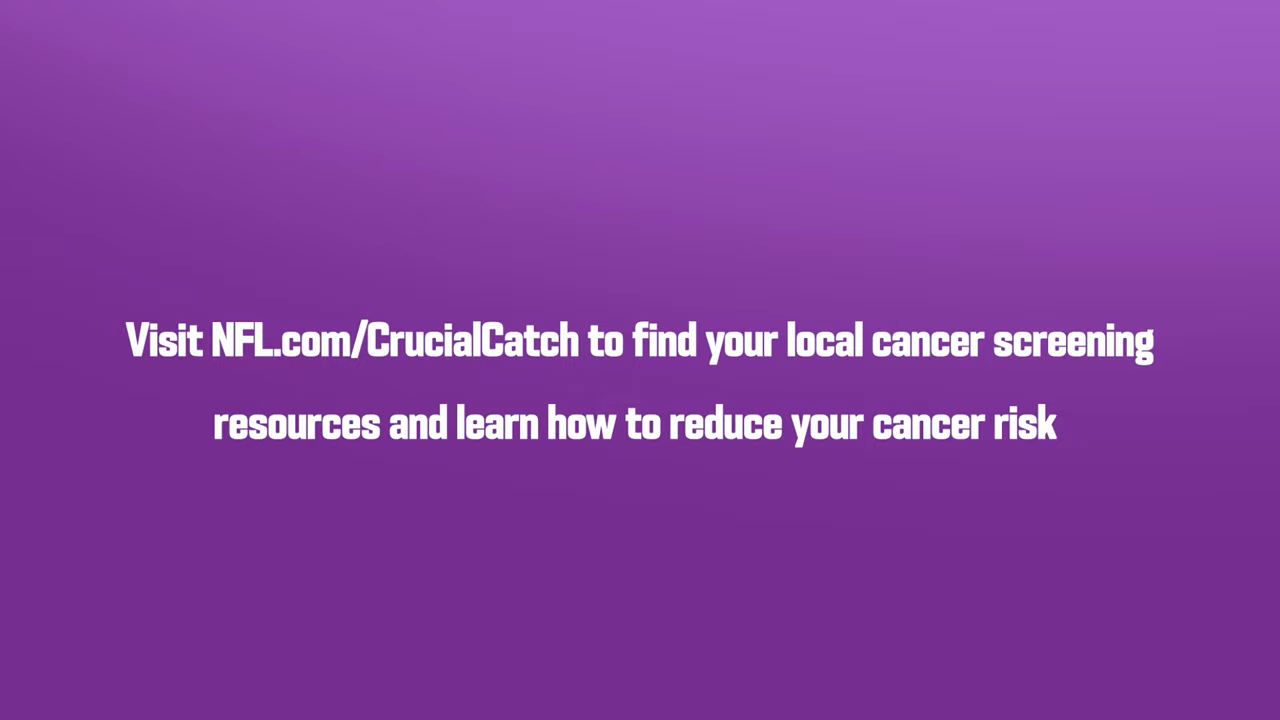 Visit NFL.com/CrucialCatch to find your local cancer screening
resources and learn how to reduce your cancer risk